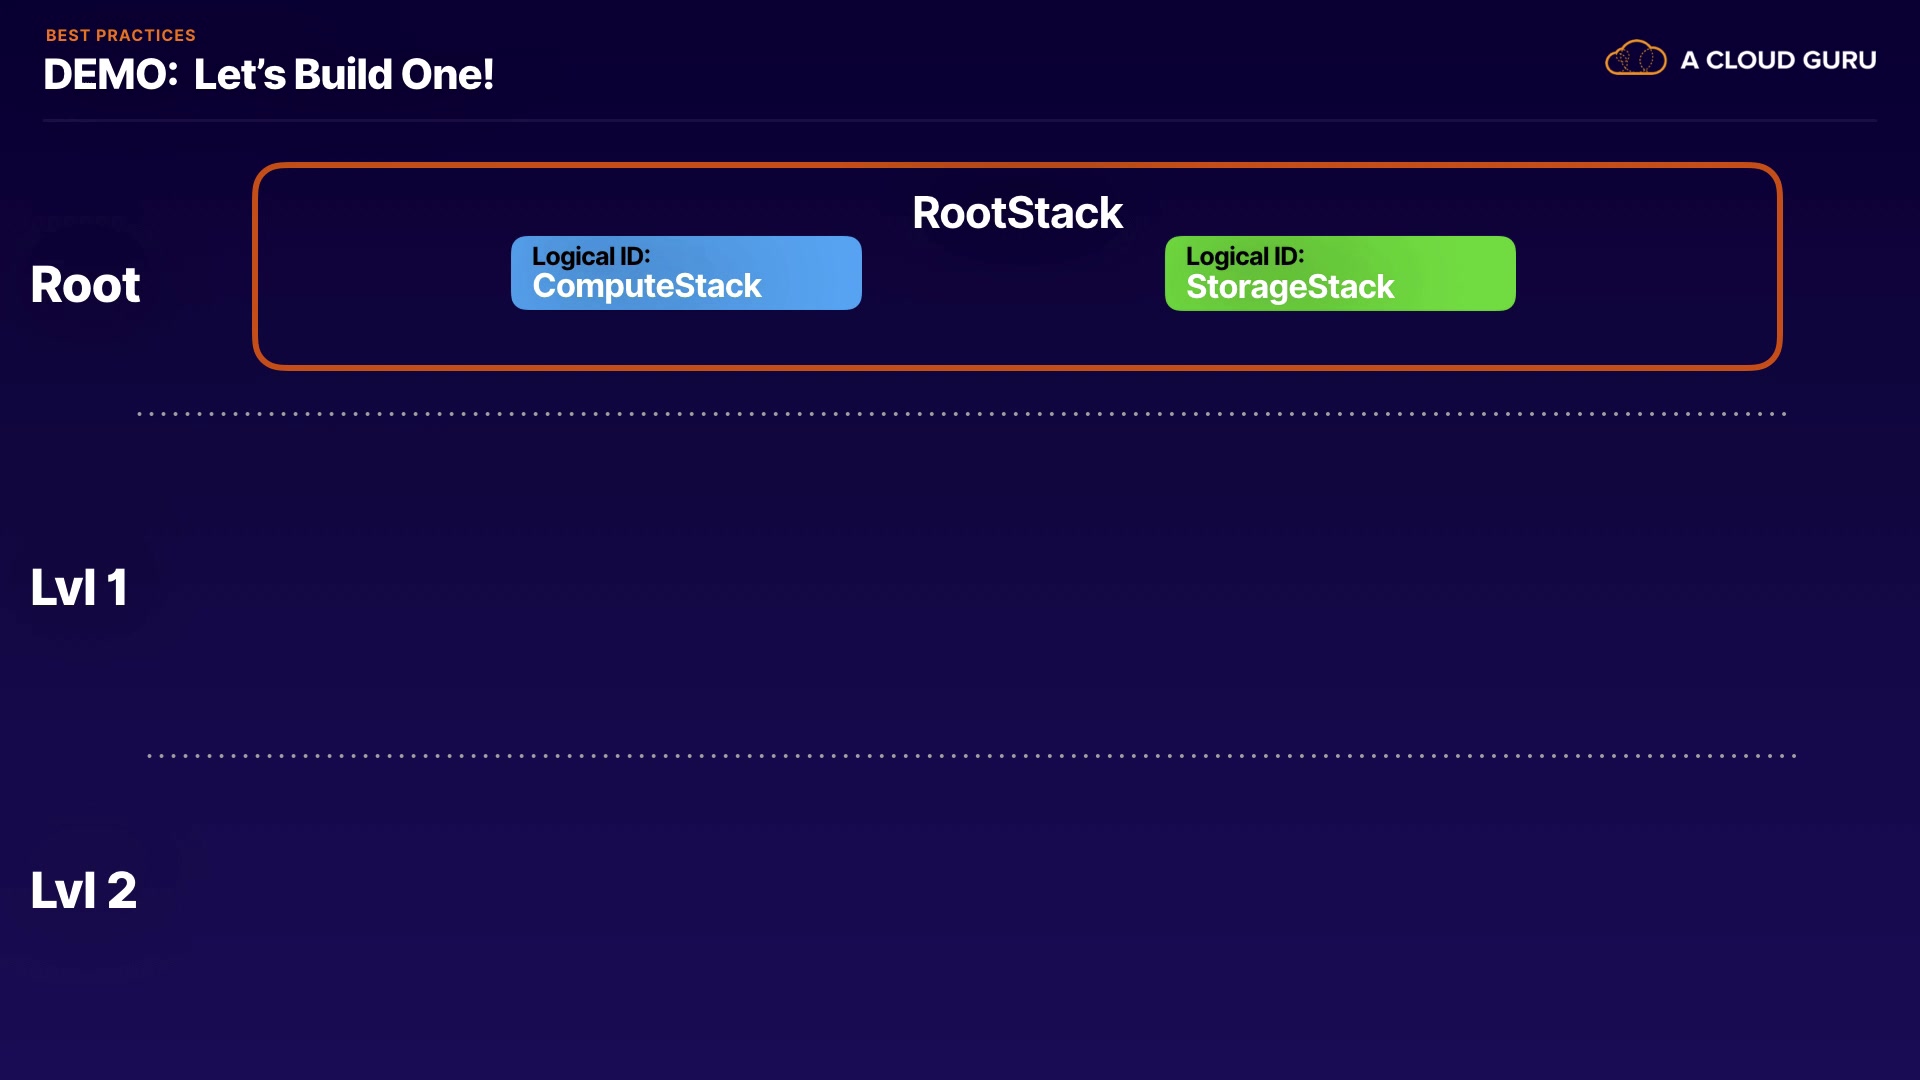 BEST PRACTICES
DEMO: Let’s Build One!
A CLOUD GURU
RootStack
Logical ID:
ComputeStack
Logical ID:
StorageStack
Root
Lvl 1
Lvl 2